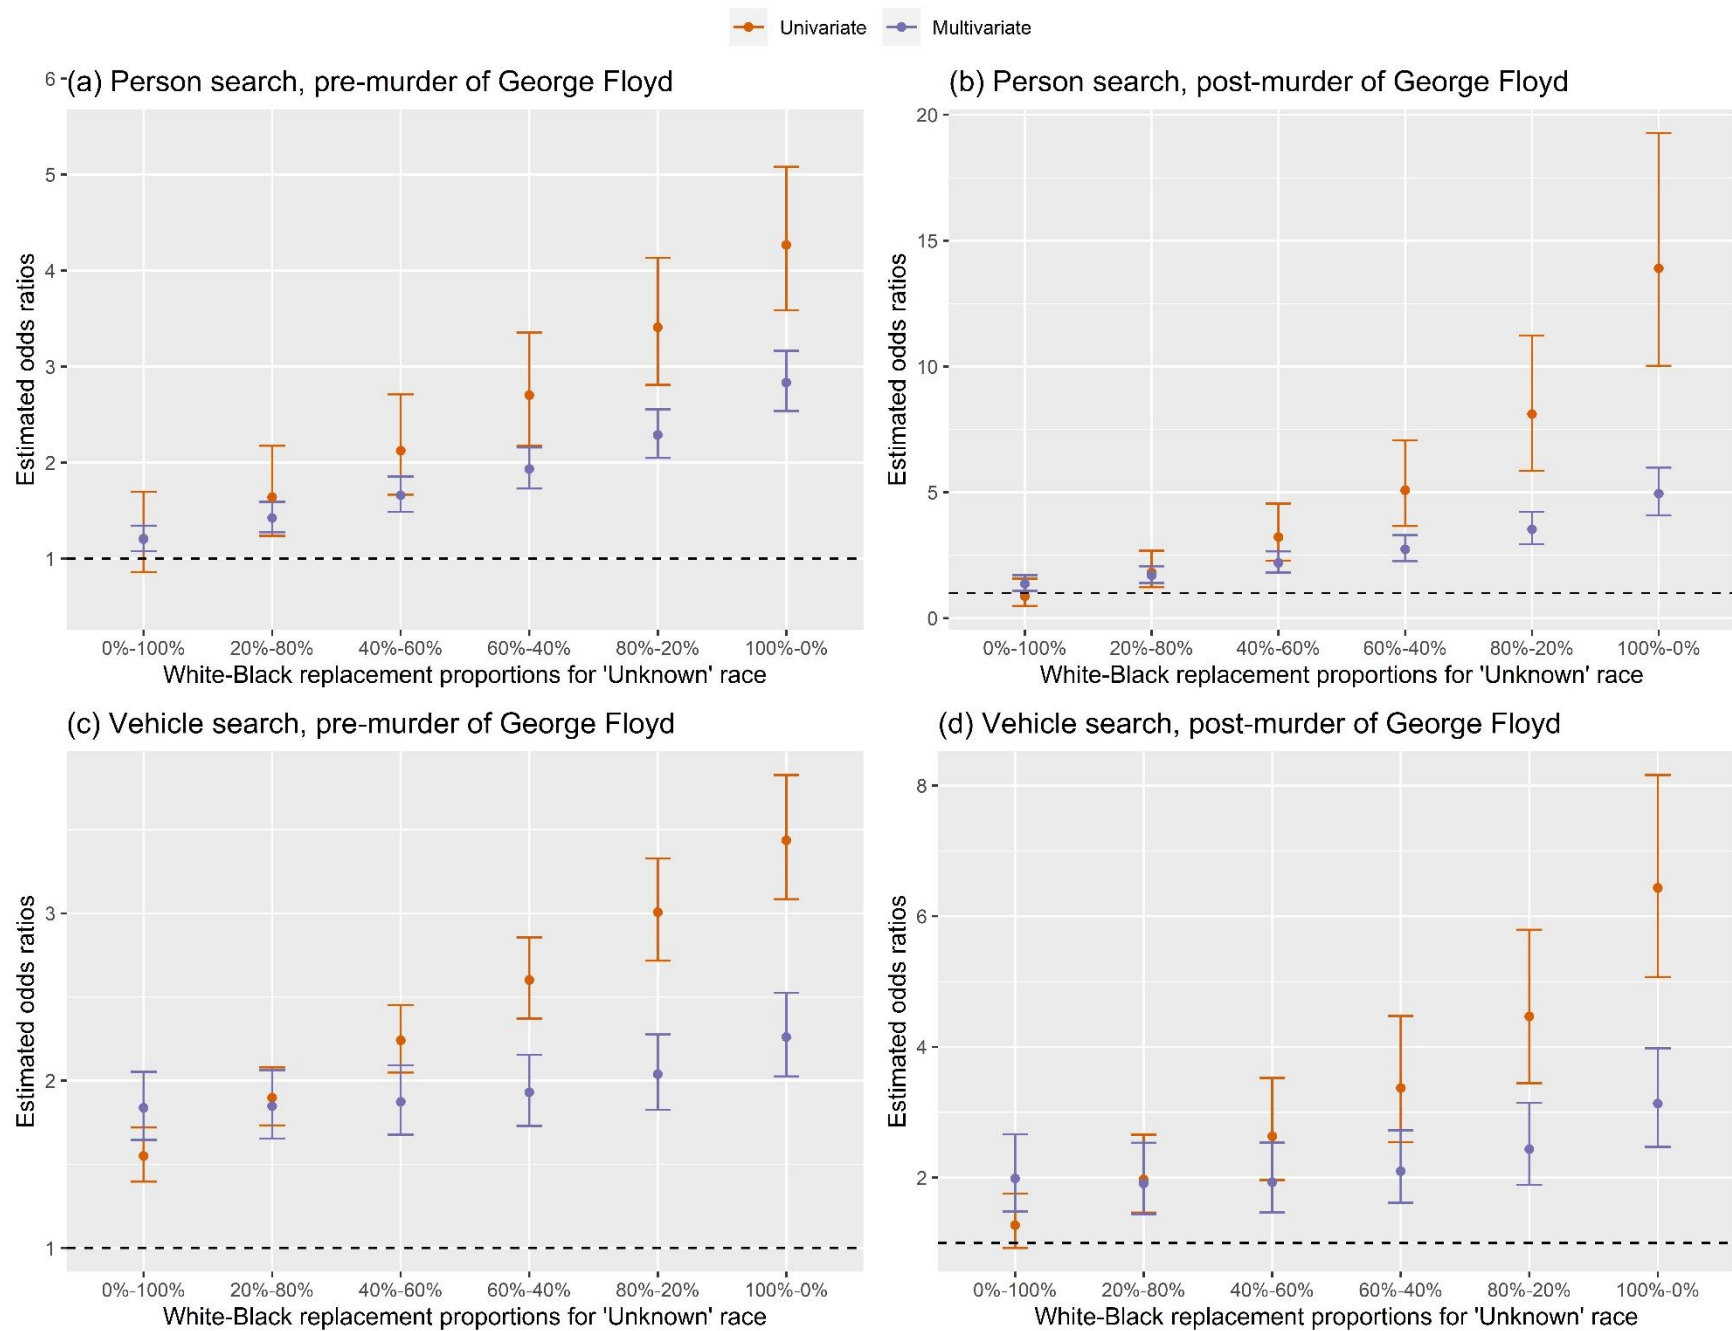 Univariate Multivariate
(a) Person search, pre-murder of George Floyd
6
5
4
3
2
1
Estimated odds ratios
0%-100% 20%-80% 40%-60% 60%-40% 80%-20% 100%-0%
White-Black replacement proportions for 'Unknown' race
(b) Person search, post-murder of George Floyd
20
15
10
5
0
Estimated odds ratios
0%-100% 20%-80% 40%-60% 60%-40% 80%-20% 100%-0%
White-Black replacement proportions for 'Unknown' race
(c) Vehicle search, pre-murder of George Floyd
3
2
1
Estimated odds ratios
0%-100% 20%-80% 40%-60% 60%-40% 80%-20% 100%-0%
White-Black replacement proportions for 'Unknown' race
(d) Vehicle search, post-murder of George Floyd
8
6
4
2
Estimated odds ratios
0%-100% 20%-80% 40%-60% 60%-40% 80%-20% 100%-0%
White-Black replacement proportions for 'Unknown' race